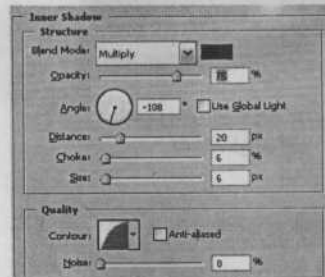 Inner Shadow
Structure
Blend Mode: Multiply
Opacity: 75 %
Angle: -108 ° Use Global Light
Distance: 20 px
Choke: 6 %
Size: 6 px
Quality
Contour: Anti-aliased
Noise: 0 %